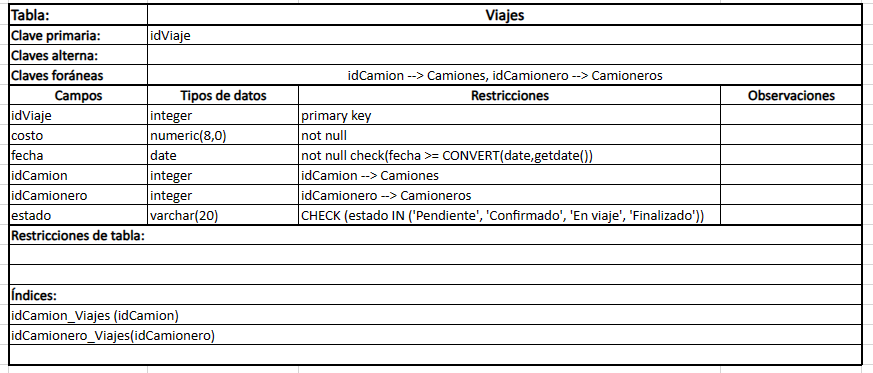 Tabla: Viajes
Clave primaria: idViaje
Claves alterna:
Claves foráneas idCamion --> Camiones, idCamionero --> Camioneros
Campos Tipos de datos Restricciones Observaciones
idViaje integer primary key
costo numeric(8,0) not null
fecha date not null check(fecha >= CONVERT(date,getdate())
idCamion integer idCamion --> Camiones
idCamionero integer idCamionero --> Camioneros
estado varchar(20) CHECK (estado IN ('Pendiente', 'Confirmado', 'En viaje', 'Finalizado'))
Restricciones de tabla:
Índices:
idCamion_Viajes (idCamion)
idCamionero_Viajes(idCamionero)